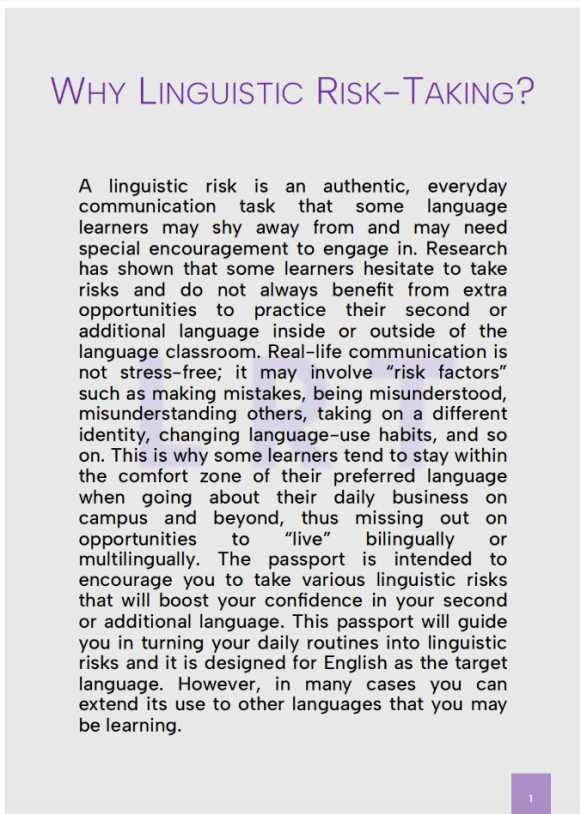 WHY LINGUISTIC RISK-TAKING?
A linguistic risk is an authentic, everyday
communication task that some language
learners may shy away from and may need
special encouragement to engage in. Research
has shown that some learners hesitate to take
risks and do not always benefit from extra
opportunities to practice their second or
additional language inside or outside of the
language classroom. Real-life communication is
not stress-free; it may involve “risk factors”
such as making mistakes, being misunderstood,
misunderstanding others, taking on a different
identity, changing language-use habits, and so
on. This is why some learners tend to stay within
the comfort zone of their preferred language
when going about their daily business on
campus and beyond, thus missing out on
opportunities to “live” bilingually or
multilingually. The passport is intended to
encourage you to take various linguistic risks
that will boost your confidence in your second
or additional language. This passport will guide
you in turning your daily routines into linguistic
risks and it is designed for English as the target
language. However, in many cases you can
extend its use to other languages that you may
be learning.
LRT
1